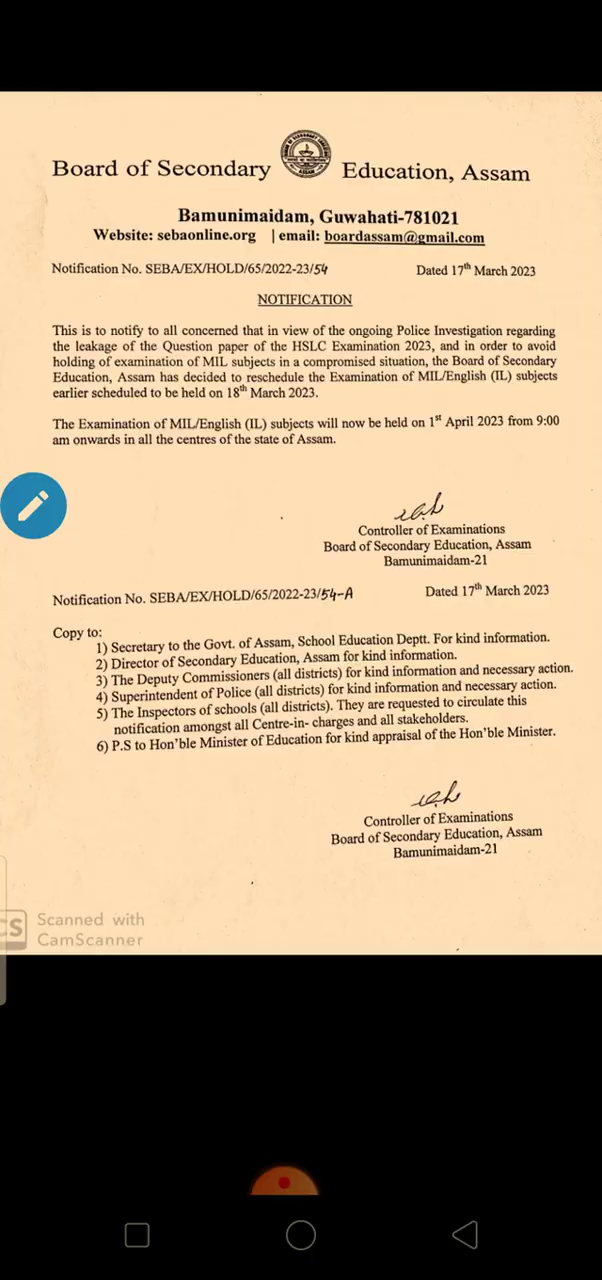 Board of Secondary Education, Assam
Bamunimaidam, Guwahati-781021
Website: sebaonline.org | email: boardassam@gmail.com
Notification No. SEBA/EX/HOLD/65/2022-23/54 Dated 17th March 2023
NOTIFICATION
This is to notify to all concerned that in view of the ongoing Police Investigation regarding
the leakage of the Question paper of the HSLC Examination 2023, and in order to avoid
holding of examination of MIL subjects in a compromised situation, the Board of Secondary
Education, Assam has decided to reschedule the Examination of MIL/English (IL) subjects
earlier scheduled to be held on 18th March 2023.
The Examination of MIL/English (IL) subjects will now be held on 1st April 2023 from 9:00
am onwards in all the centres of the state of Assam.
Controller of Examinations
Board of Secondary Education, Assam
Bamunimaidam-21
Notification No. SEBA/EX/HOLD/65/2022-23/54-A Dated 17th March 2023
Copy to:
1) Secretary to the Govt. of Assam, School Education Deptt. For kind information.
2) Director of Secondary Education, Assam for kind information.
3) The Deputy Commissioners (all districts) for kind information and necessary action.
4) Superintendent of Police (all districts) for kind information and necessary action.
5) The Inspectors of schools (all districts). They are requested to circulate this
notification amongst all Centre-in- charges and all stakeholders.
6) P.S to Hon'ble Minister of Education for kind appraisal of the Hon'ble Minister.
Controller of Examinations
Board of Secondary Education, Assam
Bamunimaidam-21
CS Scanned with
CamScanner